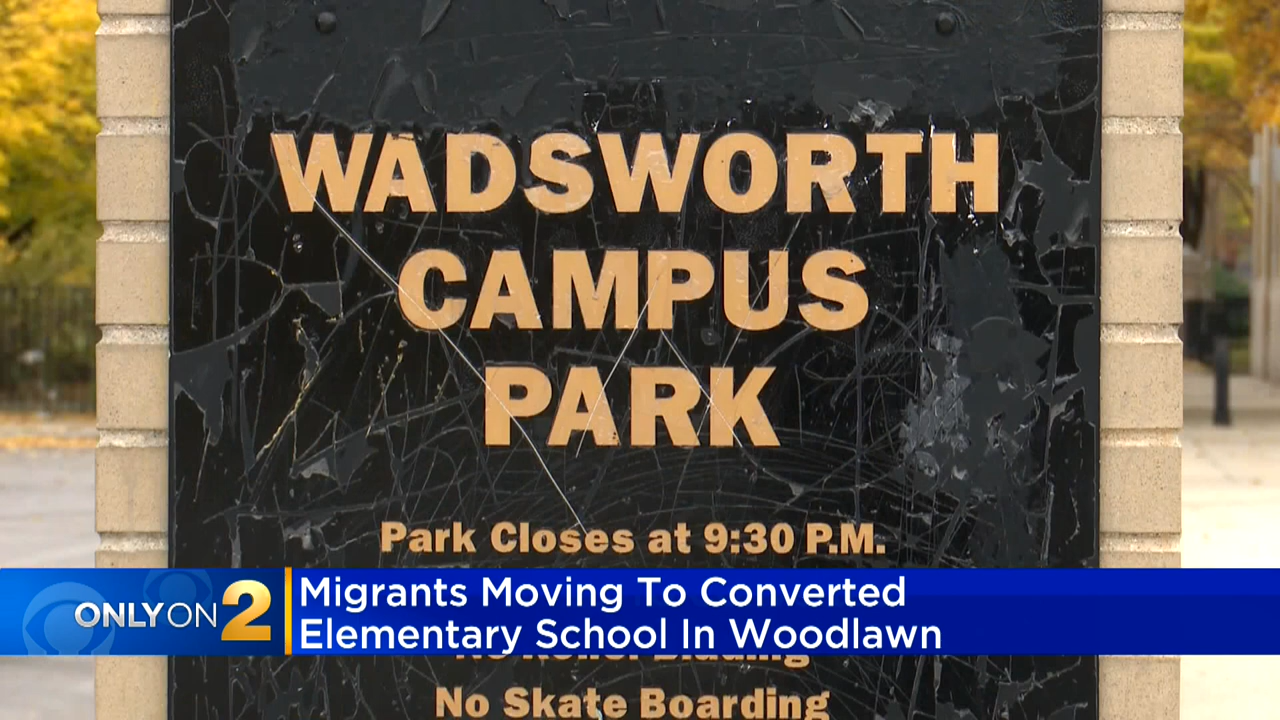 WADSWORTH
CAMPUS
PARK
Park Closes at 9:30 P.M.
ONLY ON 2
Migrants Moving To Converted
Elementary School In Woodlawn
No Skate Boarding